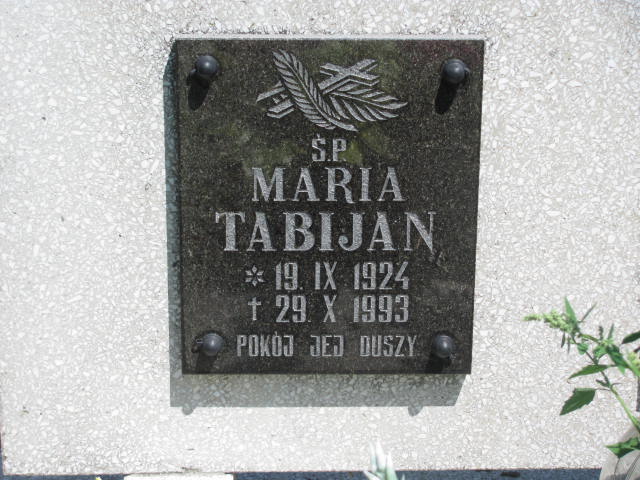 Ś.P.
MARIA
TABIJAN
* 19. IX 1924
† 29. X 1993
POKÓJ JEJ DUSZY